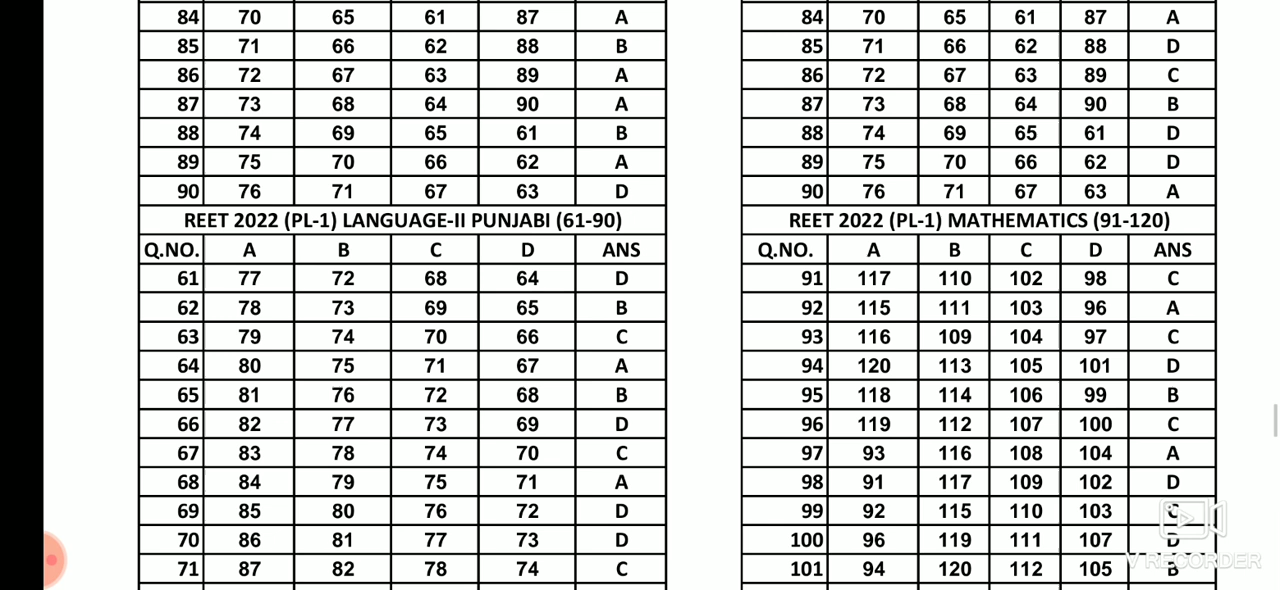 84 70 65 61 87 A
85 71 66 62 88 B
86 72 67 63 89 A
87 73 68 64 90 A
88 74 69 65 61 B
89 75 70 66 62 A
90 76 71 67 63 D
REET 2022 (PL-1) LANGUAGE-II PUNJABI (61-90)
Q.NO. A B C D ANS
61 77 72 68 64 D
62 78 73 69 65 B
63 79 74 70 66 C
64 80 75 71 67 A
65 81 76 72 68 B
66 82 77 73 69 D
67 83 78 74 70 C
68 84 79 75 71 A
69 85 80 76 72 D
70 86 81 77 73 D
71 87 82 78 74 C
84 70 65 61 87 A
85 71 66 62 88 D
86 72 67 63 89 C
87 73 68 64 90 B
88 74 69 65 61 D
89 75 70 66 62 D
90 76 71 67 63 A
REET 2022 (PL-1) MATHEMATICS (91-120)
Q.NO. A B C D ANS
91 117 110 102 98 C
92 115 111 103 96 A
93 116 109 104 97 C
94 120 113 105 101 D
95 118 114 106 99 B
96 119 112 107 100 C
97 93 116 108 104 A
98 91 117 109 102 D
99 92 115 110 103 C
100 96 119 111 107 D
101 94 120 112 105 B
V RECORDER